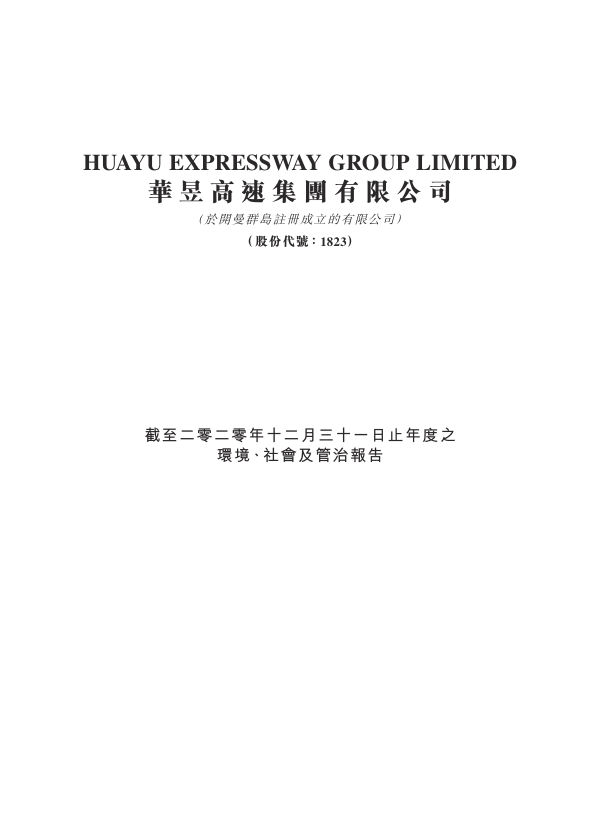 HUAYU EXPRESSWAY GROUP LIMITED
華昱高速集團有限公司
(於開曼群島註冊成立的有限公司)
(股份代號：1823)
截至二零二零年十二月三十一日止年度之
環境、社會及管治報告